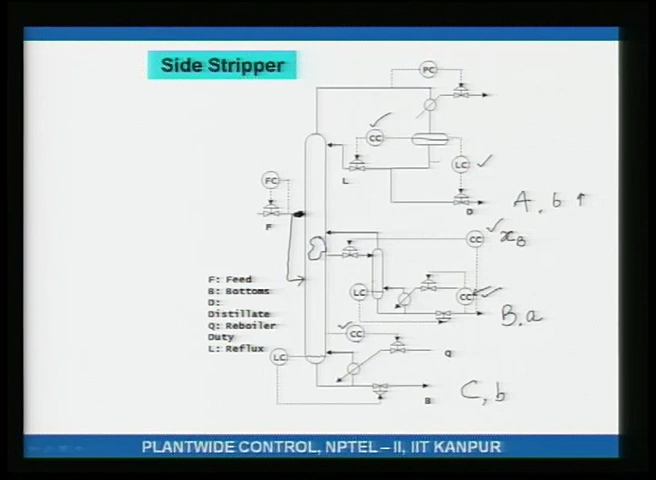 Side Stripper
PC
CC
LC
L
FC
D
A, b ↑
F
CC
x_B
F: Feed
B: Bottoms
D:
Distillate
Q: Reboiler
Duty
L: Reflux
LC
CC
B, a
CC
LC
Q
B
C, b
PLANTWIDE CONTROL, NPTEL – II, IIT KANPUR